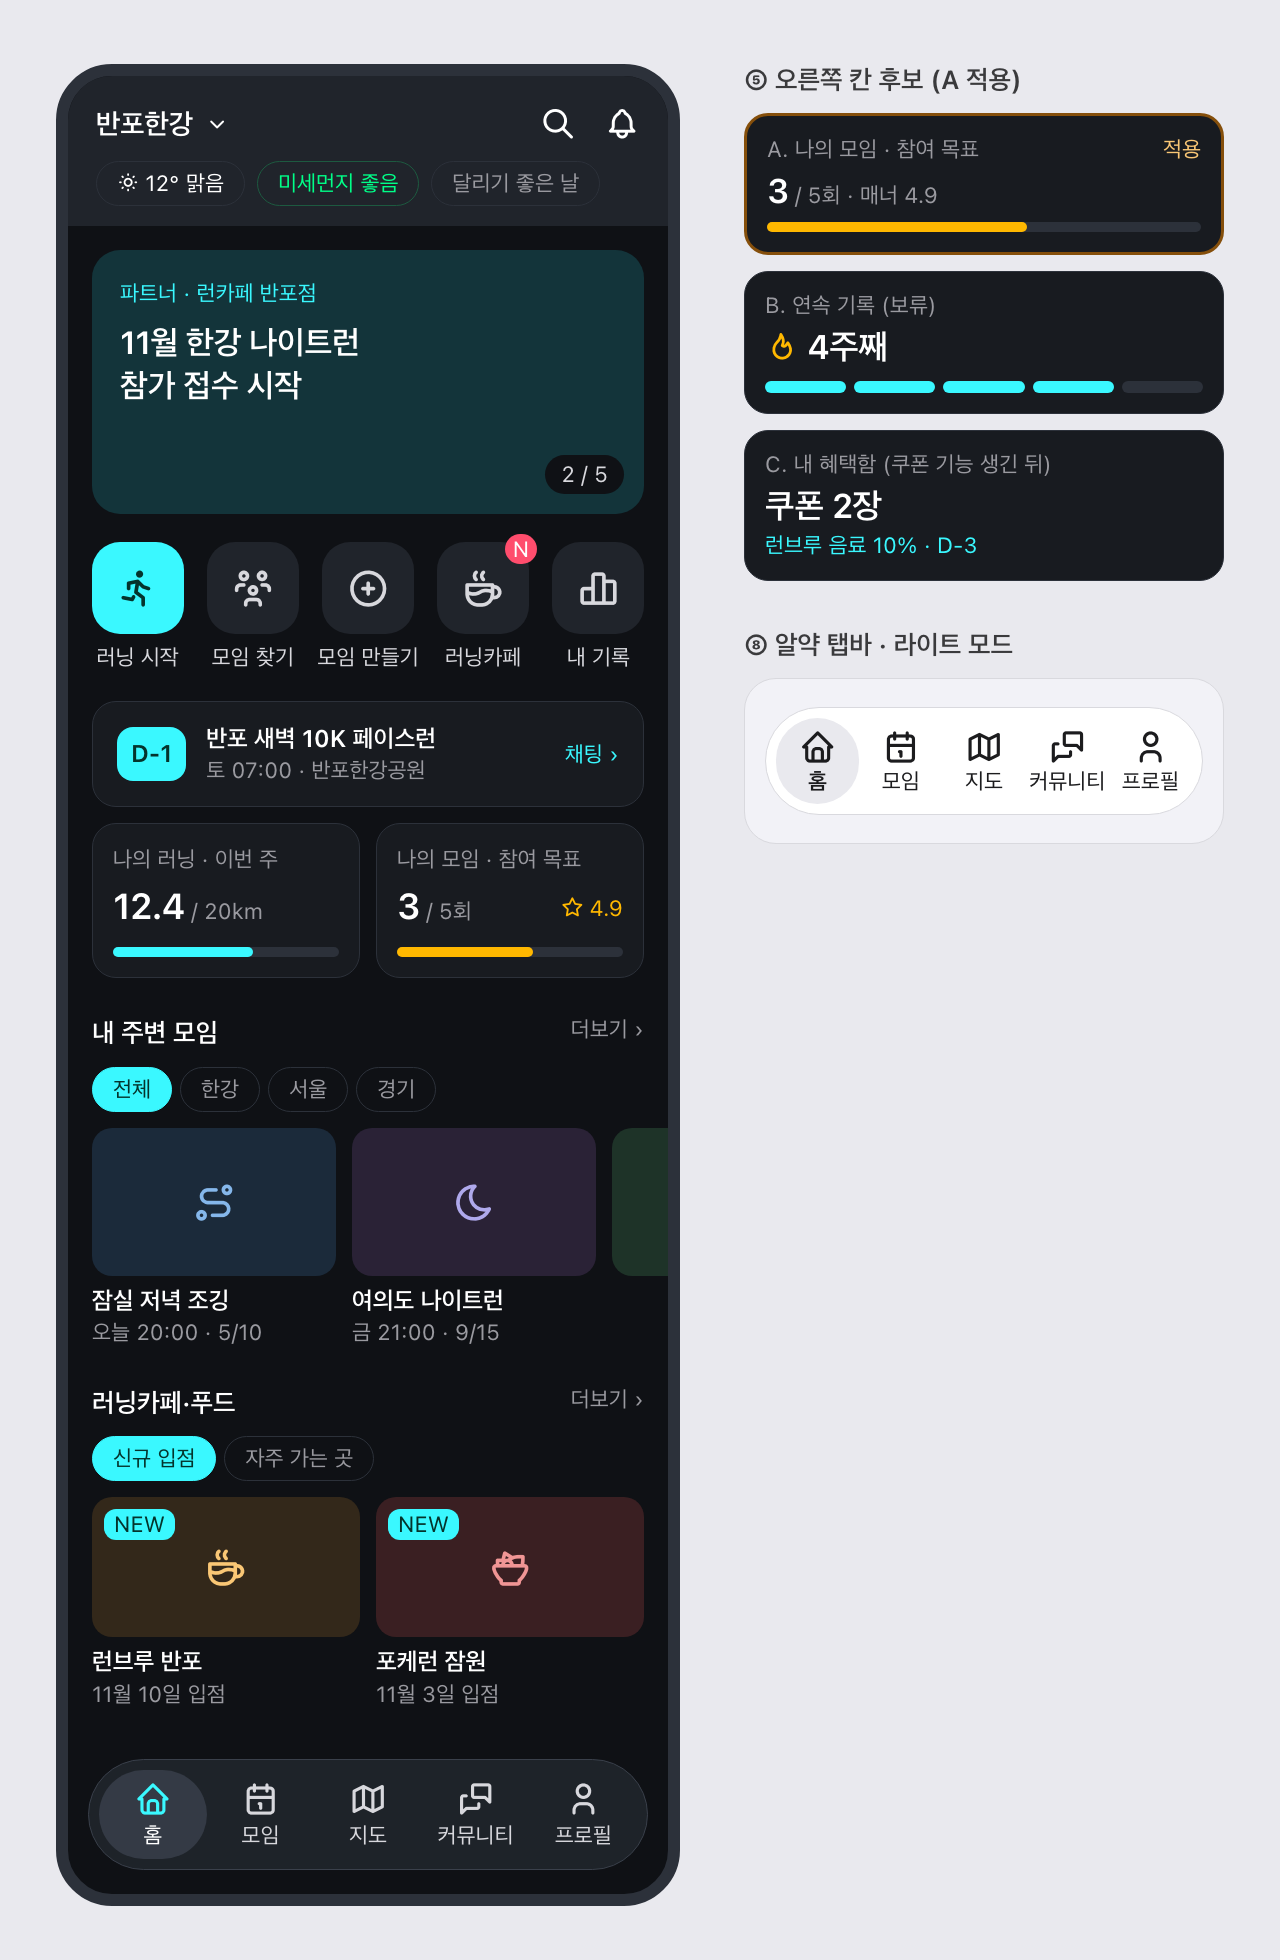 반포한강
12° 맑음
미세먼지 좋음
달리기 좋은 날
파트너 · 런카페 반포점
11월 한강 나이트런
참가 접수 시작
2 / 5
N
러닝 시작
모임 찾기
모임 만들기
러닝카페
내 기록
D-1
반포 새벽 10K 페이스런
토 07:00 · 반포한강공원
채팅 ›
나의 러닝 · 이번 주
12.4 / 20km
나의 모임 · 참여 목표
3 / 5회
4.9
내 주변 모임
더보기 ›
전체
한강
서울
경기
잠실 저녁 조깅
오늘 20:00 · 5/10
여의도 나이트런
금 21:00 · 9/15
러닝카페·푸드
더보기 ›
신규 입점
자주 가는 곳
NEW
NEW
런브루 반포
11월 10일 입점
포케런 잠원
11월 3일 입점
홈
모임
지도
커뮤니티
프로필
⑤ 오른쪽 칸 후보 (A 적용)
A. 나의 모임 · 참여 목표
적용
3 / 5회 · 매너 4.9
B. 연속 기록 (보류)
4주째
C. 내 혜택함 (쿠폰 기능 생긴 뒤)
쿠폰 2장
런브루 음료 10% · D-3
⑧ 알약 탭바 · 라이트 모드
홈
모임
지도
커뮤니티
프로필